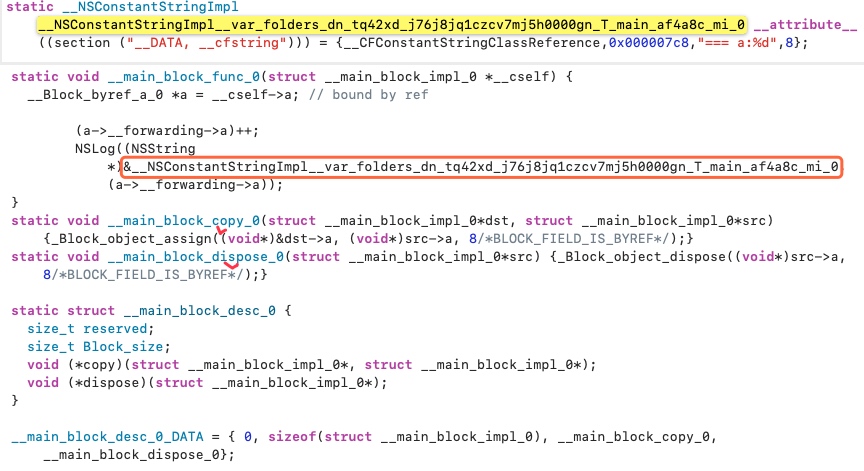 static __NSConstantStringImpl
__NSConstantStringImpl__var_folders_dn_tq42xd_j76j8jq1czcv7mj5h0000gn_T_main_af4a8c_mi_0 __attribute__
((section ("__DATA, __cfstring"))) = {__CFConstantStringClassReference,0x000007c8,"=== a:%d",8};
static void __main_block_func_0(struct __main_block_impl_0 *__cself) {
__Block_byref_a_0 *a = __cself->a; // bound by ref
(a->__forwarding->a)++;
NSLog((NSString
*)&__NSConstantStringImpl__var_folders_dn_tq42xd_j76j8jq1czcv7mj5h0000gn_T_main_af4a8c_mi_0
(a->__forwarding->a));
}
static void __main_block_copy_0(struct __main_block_impl_0*dst, struct __main_block_impl_0*src)
{_Block_object_assign((void*)&dst->a, (void*)src->a, 8/*BLOCK_FIELD_IS_BYREF*/);}
static void __main_block_dispose_0(struct __main_block_impl_0*src) {_Block_object_dispose((void*)src->a,
8/*BLOCK_FIELD_IS_BYREF*/);}
static struct __main_block_desc_0 {
size_t reserved;
size_t Block_size;
void (*copy)(struct __main_block_impl_0*, struct __main_block_impl_0*);
void (*dispose)(struct __main_block_impl_0*);
}
__main_block_desc_0_DATA = { 0, sizeof(struct __main_block_impl_0), __main_block_copy_0,
__main_block_dispose_0};